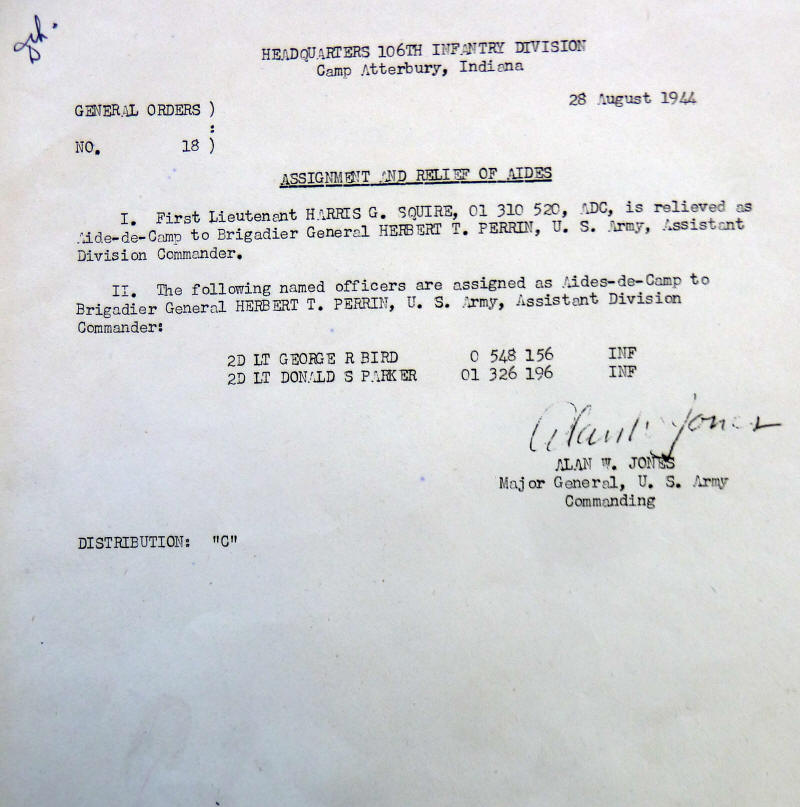 HEADQUARTERS 106TH INFANTRY DIVISION
Camp Atterbury, Indiana
28 August 1944
GENERAL ORDERS )
:
NO. 18 )
ASSIGNMENT AND RELIEF OF AIDES
I. First Lieutenant HARRIS G. SQUIRE, 01 310 520, ADC, is relieved as
Aide-de-Camp to Brigadier General HERBERT T. PERRIN, U. S. Army, Assistant
Division Commander.
II. The following named officers are assigned as Aides-de-Camp to
Brigadier General HERBERT T. PERRIN, U. S. Army, Assistant Division
Commander:
2D LT GEORGE R BIRD 0 548 156 INF
2D LT DONALD S PARKER 01 326 196 INF
Alan W. Jones
ALAN W. JONES
Major General, U. S. Army
Commanding
DISTRIBUTION: "C"